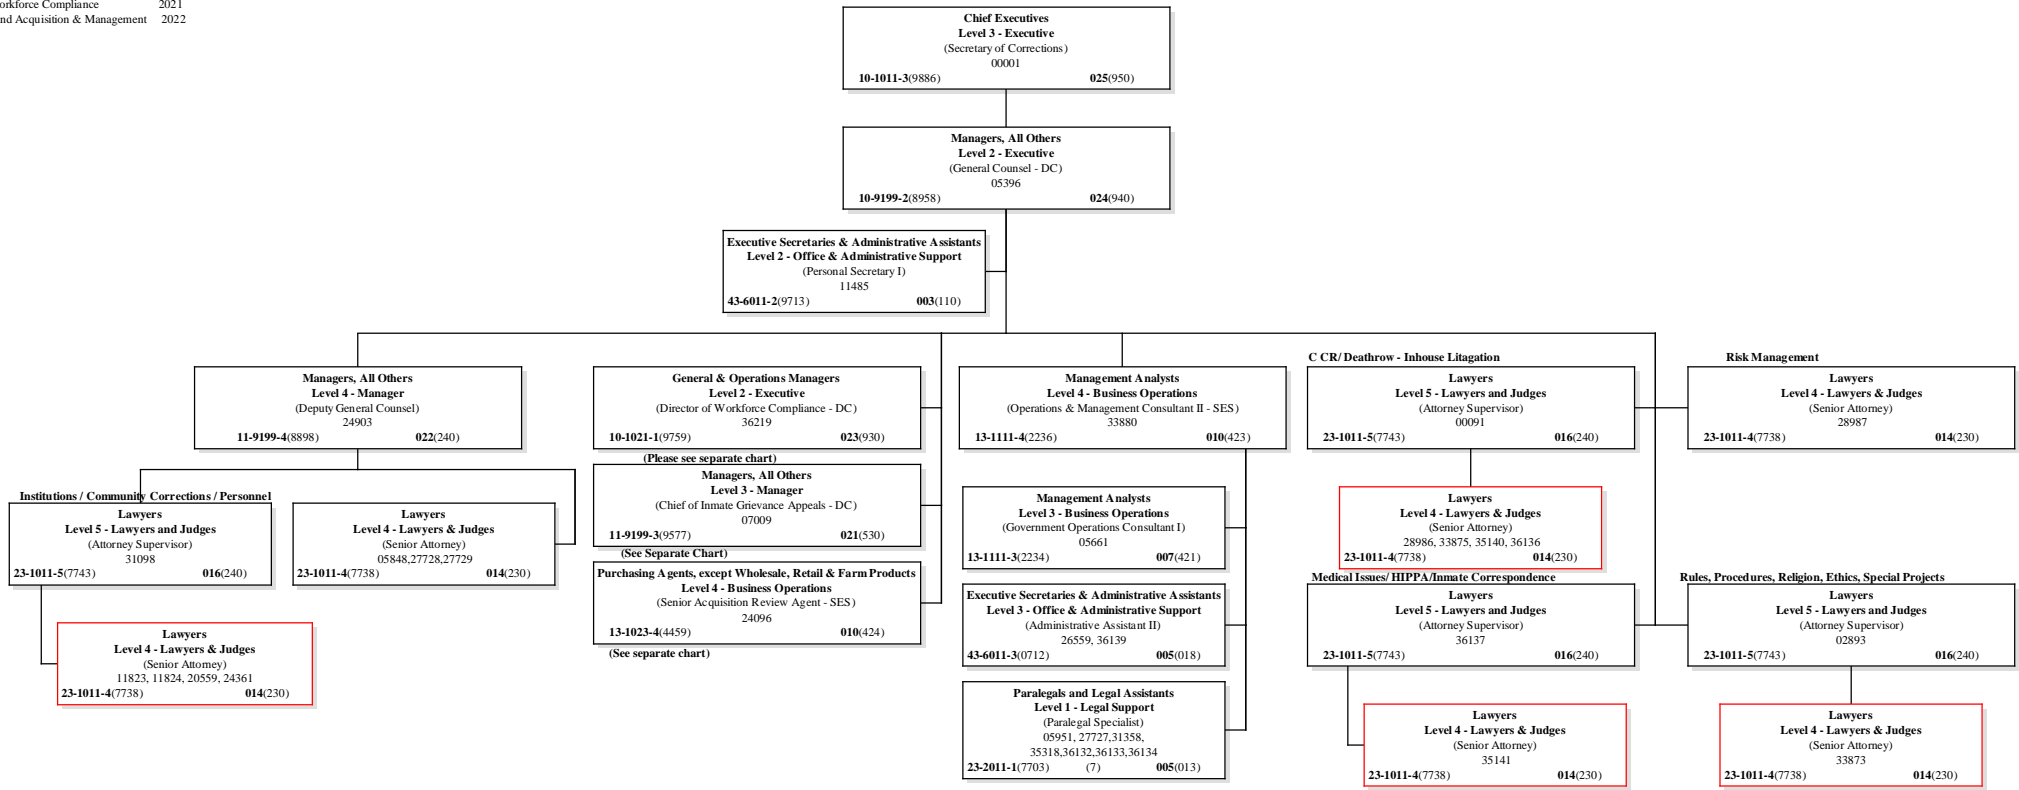 Compliance 2021
Acquisition & Management 2022
Chief Executives
Level 3 - Executive
(Secretary of Corrections)
00001
10-1011-3(9886) 025(950)
Managers, All Others
Level 2 - Executive
(General Counsel - DC)
05396
10-9199-2(8958) 024(940)
Executive Secretaries & Administrative Assistants
Level 2 - Office & Administrative Support
(Personal Secretary I)
11485
43-6011-2(9713) 003(110)
Managers, All Others
Level 4 - Manager
(Deputy General Counsel)
24903
11-9199-4(8898) 022(240)
General & Operations Managers
Level 2 - Executive
(Director of Workforce Compliance - DC)
36219
10-1021-1(9759) 023(930)
(Please see separate chart)
Management Analysts
Level 4 - Business Operations
(Operations & Management Consultant II - SES)
33880
13-1111-4(2236) 010(423)
C CR/ Deathrow - Inhouse Litagation
Lawyers
Level 5 - Lawyers and Judges
(Attorney Supervisor)
00091
23-1011-5(7743) 016(240)
Risk Management
Lawyers
Level 4 - Lawyers & Judges
(Senior Attorney)
28987
23-1011-4(7738) 014(230)
Institutions / Community Corrections / Personnel
Lawyers
Level 5 - Lawyers and Judges
(Attorney Supervisor)
31098
23-1011-5(7743) 016(240)
Lawyers
Level 4 - Lawyers & Judges
(Senior Attorney)
05848,27728,27729
23-1011-4(7738) 014(230)
Managers, All Others
Level 3 - Manager
(Chief of Inmate Grievance Appeals - DC)
07009
11-9199-3(9577) 021(530)
(See Separate Chart)
Management Analysts
Level 3 - Business Operations
(Government Operations Consultant I)
05661
13-1111-3(2234) 007(421)
Lawyers
Level 4 - Lawyers & Judges
(Senior Attorney)
28986, 33875, 35140, 36136
23-1011-4(7738) 014(230)
Purchasing Agents, except Wholesale, Retail & Farm Products
Level 4 - Business Operations
(Senior Acquisition Review Agent - SES)
24096
13-1023-4(4459) 010(424)
(See separate chart)
Executive Secretaries & Administrative Assistants
Level 3 - Office & Administrative Support
(Administrative Assistant II)
26559, 36139
43-6011-3(0712) 005(018)
Medical Issues/ HIPPA/Inmate Correspondence
Lawyers
Level 5 - Lawyers and Judges
(Attorney Supervisor)
36137
23-1011-5(7743) 016(240)
Rules, Procedures, Religion, Ethics, Special Projects
Lawyers
Level 5 - Lawyers and Judges
(Attorney Supervisor)
02893
23-1011-5(7743) 016(240)
Lawyers
Level 4 - Lawyers & Judges
(Senior Attorney)
11823, 11824, 20559, 24361
23-1011-4(7738) 014(230)
Paralegals and Legal Assistants
Level 1 - Legal Support
(Paralegal Specialist)
05951, 27727,31358,
35318,36132,36133,36134
23-2011-1(7703) (7) 005(013)
Lawyers
Level 4 - Lawyers & Judges
(Senior Attorney)
35141
23-1011-4(7738) 014(230)
Lawyers
Level 4 - Lawyers & Judges
(Senior Attorney)
33873
23-1011-4(7738) 014(230)